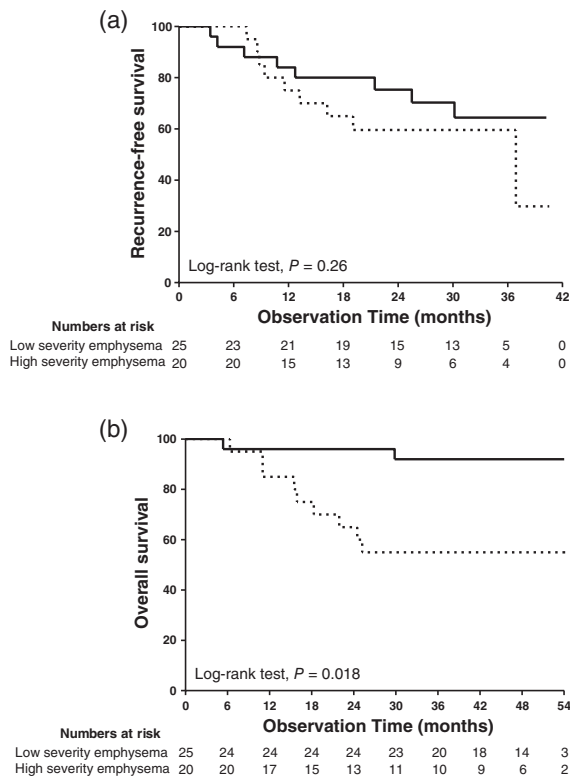 (a)
Recurrence-free survival
100
80
60
40
20
0
Log-rank test, P = 0.26
0 6 12 18 24 30 36 42
Observation Time (months)
Numbers at risk
Low severity emphysema 25 23 21 19 15 13 5 0
High severity emphysema 20 20 15 13 9 6 4 0
(b)
Overall survival
100
80
60
40
20
0
Log-rank test, P = 0.018
0 6 12 18 24 30 36 42 48 54
Observation Time (months)
Numbers at risk
Low severity emphysema 25 24 24 24 24 23 20 18 14 3
High severity emphysema 20 20 17 15 13 11 10 9 6 2